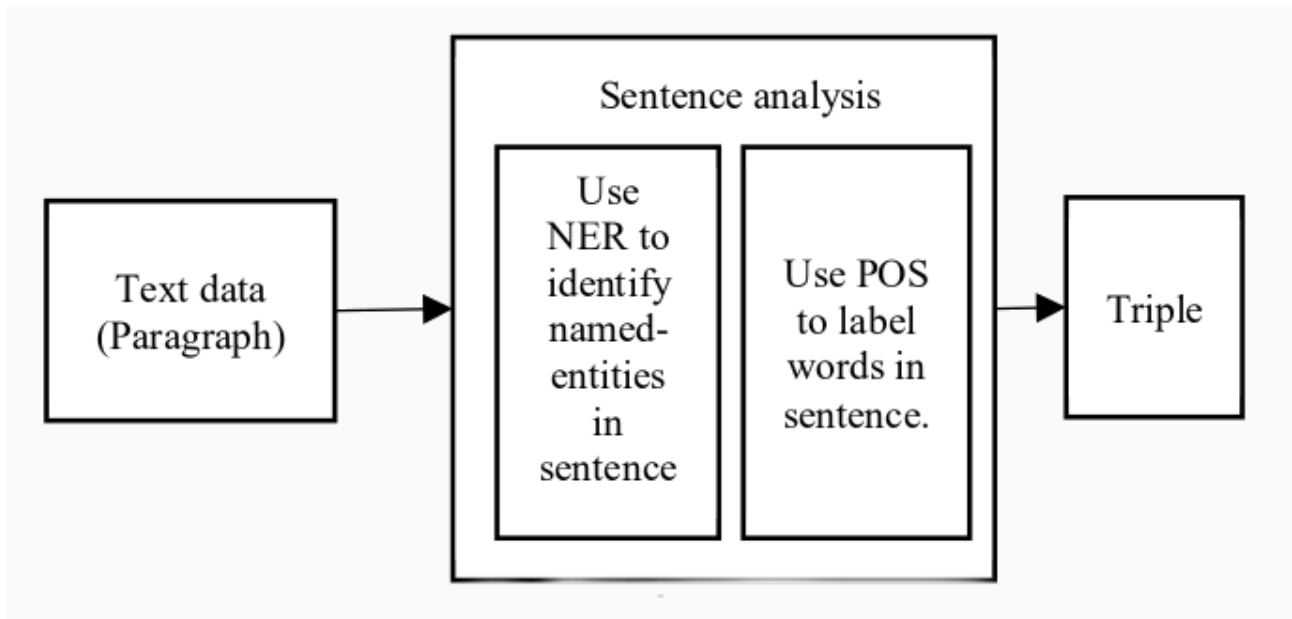 Sentence analysis
Text data
(Paragraph)
Use
NER to
identify
named-
entities
in
sentence
Use POS
to label
words in
sentence.
Triple